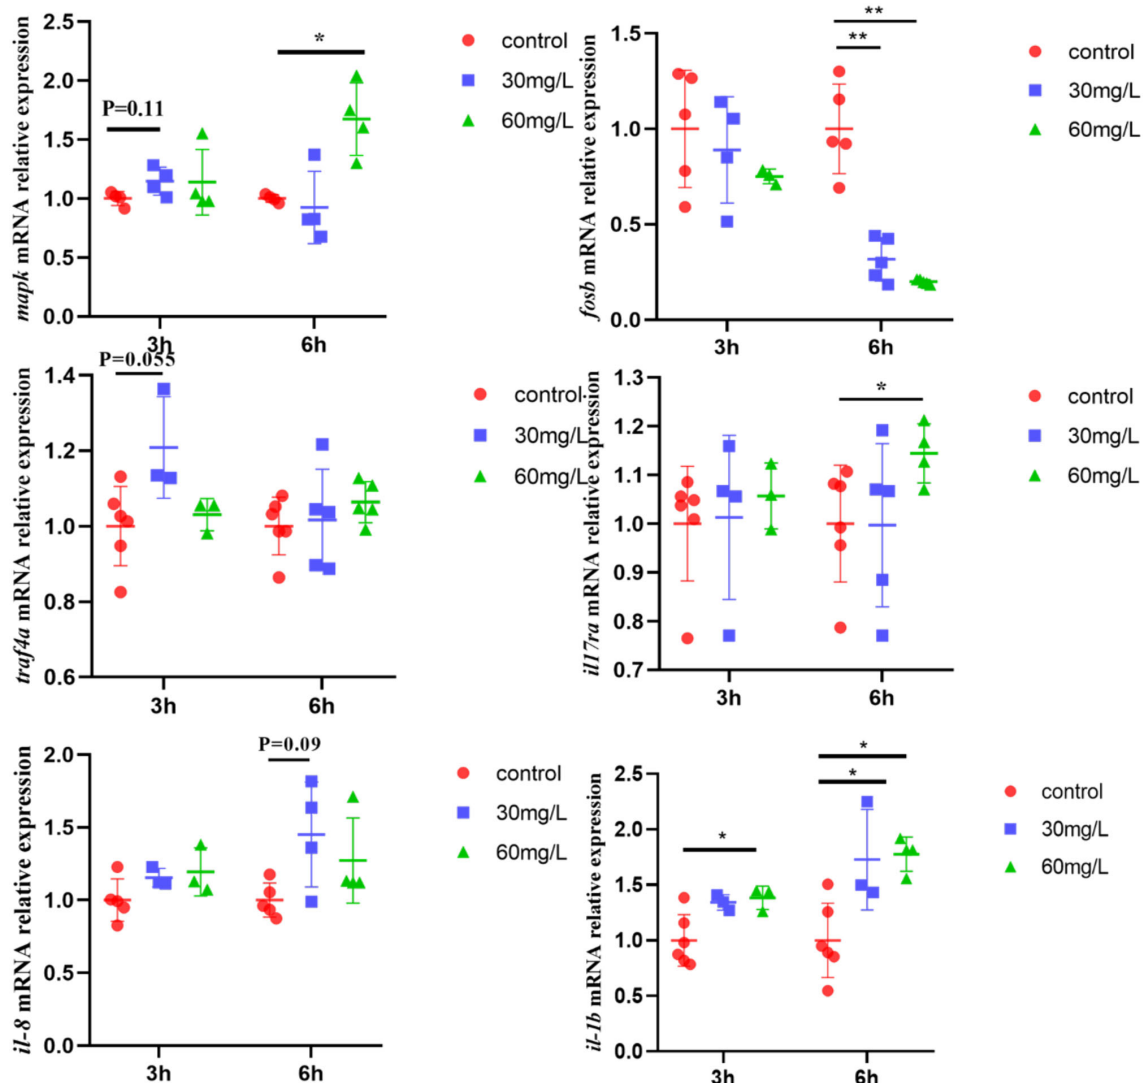 mapk mRNA relative expression
2.5
2.0
1.5
1.0
0.5
0.0
P=0.11
*
3h
6h
control
30mg/L
60mg/L
fosb mRNA relative expression
1.5
1.0
0.5
0.0
**
**
3h
6h
control
30mg/L
60mg/L
traf4a mRNA relative expression
1.4
1.2
1.0
0.8
0.6
P=0.055
3h
6h
control
30mg/L
60mg/L
il17ra mRNA relative expression
1.3
1.2
1.1
1.0
0.9
0.8
0.7
*
3h
6h
control
30mg/L
60mg/L
il-8 mRNA relative expression
2.0
1.5
1.0
0.5
0.0
P=0.09
3h
6h
control
30mg/L
60mg/L
il-1b mRNA relative expression
2.5
2.0
1.5
1.0
0.5
0.0
*
*
*
3h
6h
control
30mg/L
60mg/L